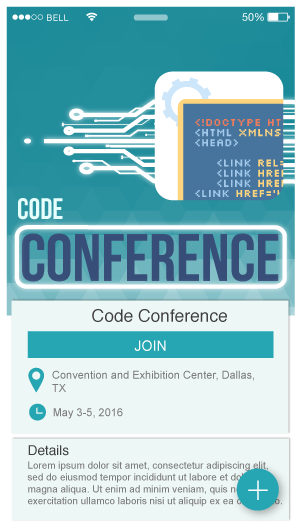 BELL
50%
<!DOCTYPE HT
<HTML XMLNS
<HEAD>
<LINK REL=
<LINK HREF=
<LINK HREF=
<LINK HREF="
CODE
CONFERENCE
Code Conference
JOIN
Convention and Exhibition Center, Dallas,
TX
May 3-5, 2016
Details
Lorem ipsum dolor sit amet, consectetur adipiscing elit,
sed do eiusmod tempor incididunt ut labore et dolore
magna aliqua. Ut enim ad minim veniam, quis
exercitation ullamco laboris nisi ut aliquip ex ea